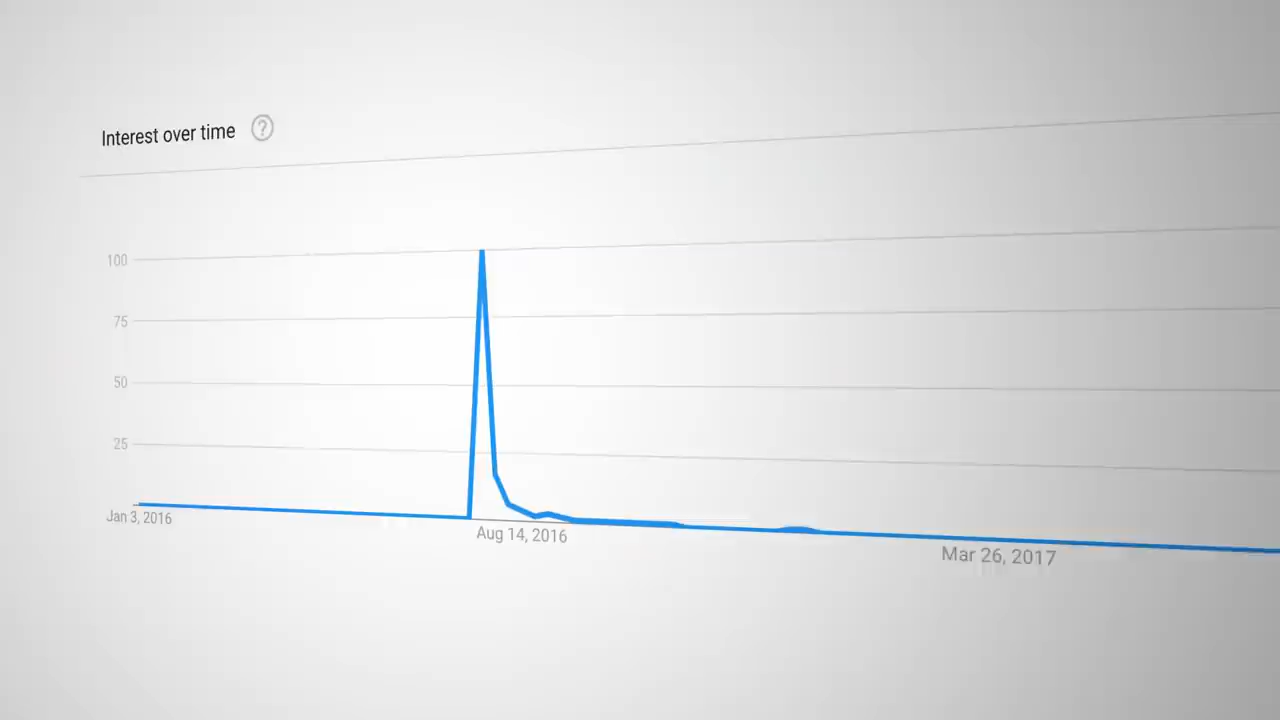 Interest over time ?
100
75
50
25
Jan 3, 2016
Aug 14, 2016
Mar 26, 2017